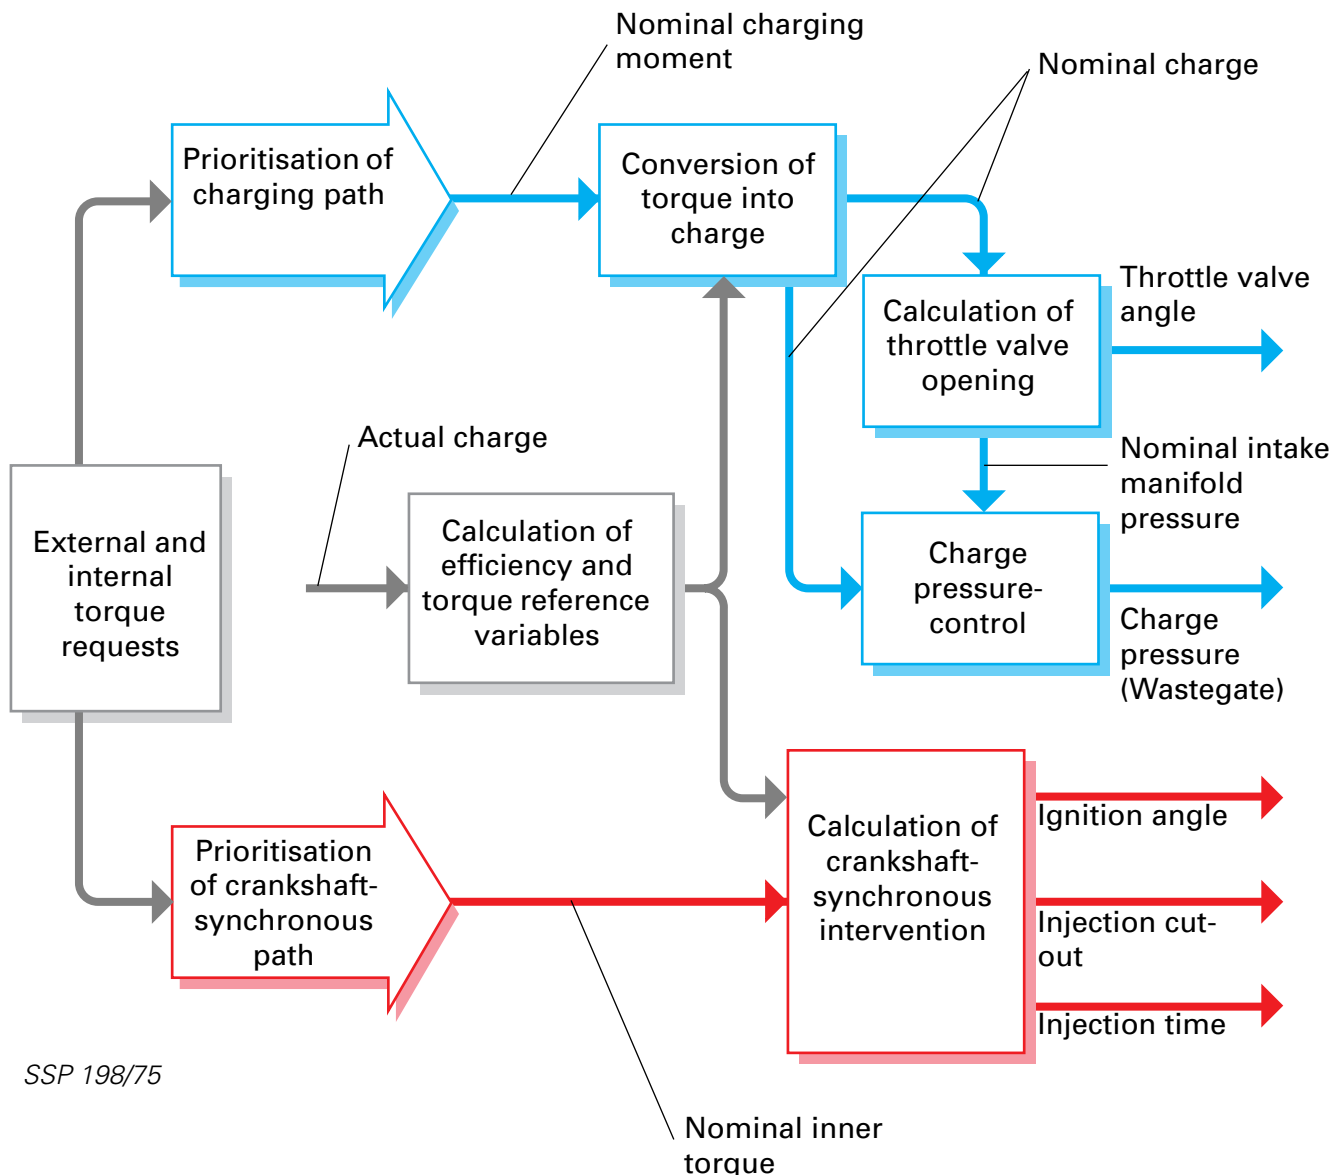 Nominal charging
moment
Nominal charge
Prioritisation of
charging path
Conversion of
torque into
charge
Throttle valve
angle
Calculation of
throttle valve
opening
Actual charge
Nominal intake
manifold
pressure
External and
internal
torque
requests
Calculation of
efficiency and
torque reference
variables
Charge
pressure-
control
Charge
pressure
(Wastegate)
Prioritisation
of crankshaft-
synchronous
path
Calculation of
crankshaft-
synchronous
intervention
Ignition angle
Injection cut-
out
Injection time
SSP 198/75
Nominal inner
torque